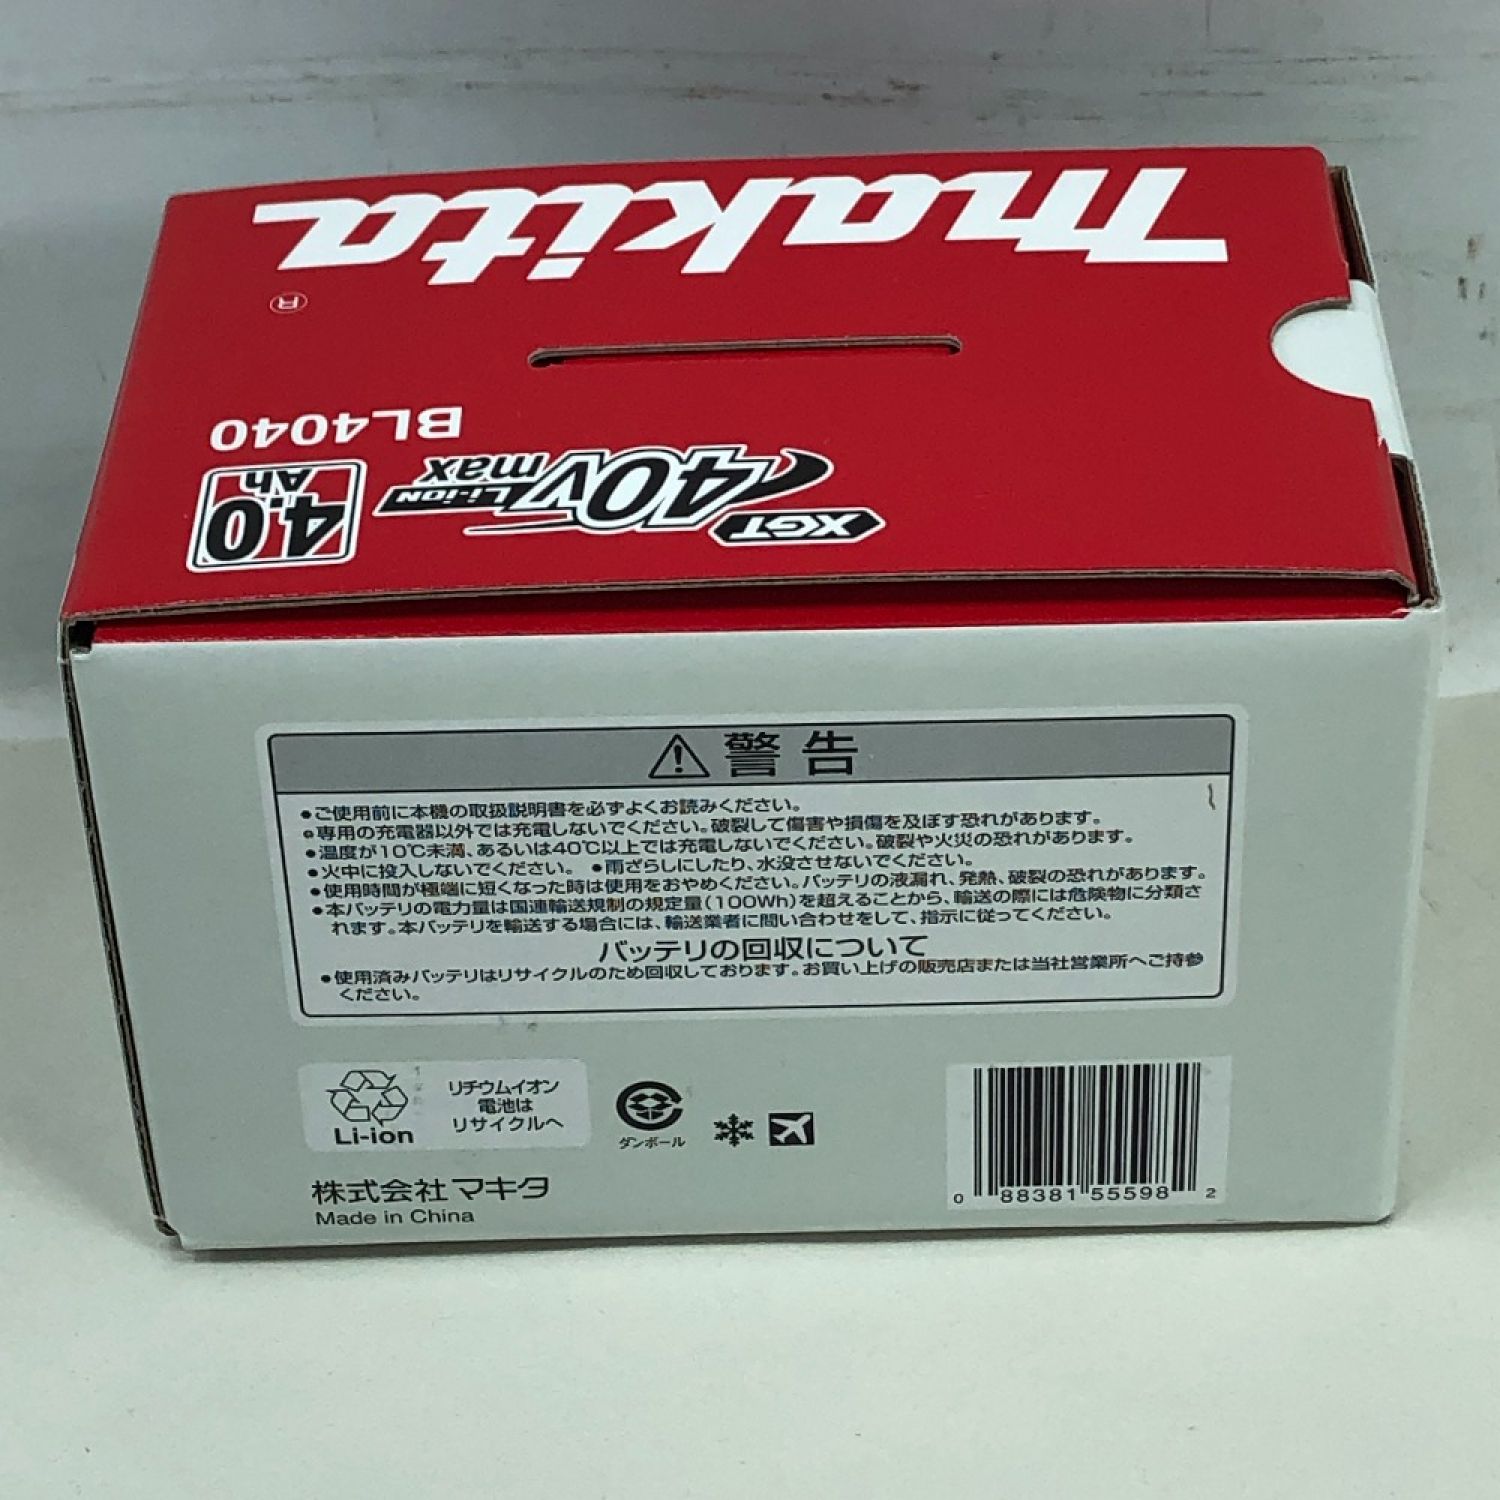 makita
®
BL4040
4.0
Ah
XGT
40Vmax
Li-ion
警告
●ご使用前に本機の取扱説明書を必ずよくお読みください。
●専用の充電器以外では充電しないでください。破裂して傷害や損傷を及ぼす恐れがあります。
●温度が10℃未満、あるいは40℃以上では充電しないでください。破裂や火災の恐れがあります。
●火中に投入しないでください。 ●雨ざらしにしたり、水没させないでください。
●使用時間が極端に短くなった時は使用をおやめください。バッテリの液漏れ、発熱、破裂の恐れがあります。
●本バッテリの電力量は国連輸送規制の規定量(100Wh)を超えることから、輸送の際には危険物に分類さ
れます。本バッテリを輸送する場合には、輸送業者に問い合わせをして、指示に従ってください。
バッテリの回収について
●使用済みバッテリはリサイクルのため回収しております。お買い上げの販売店または当社営業所へご持参
ください。
Li-ion
リチウムイオン
電池は
リサイクルへ
ダンボール
株式会社マキタ
Made in China
0 88381 55598 2